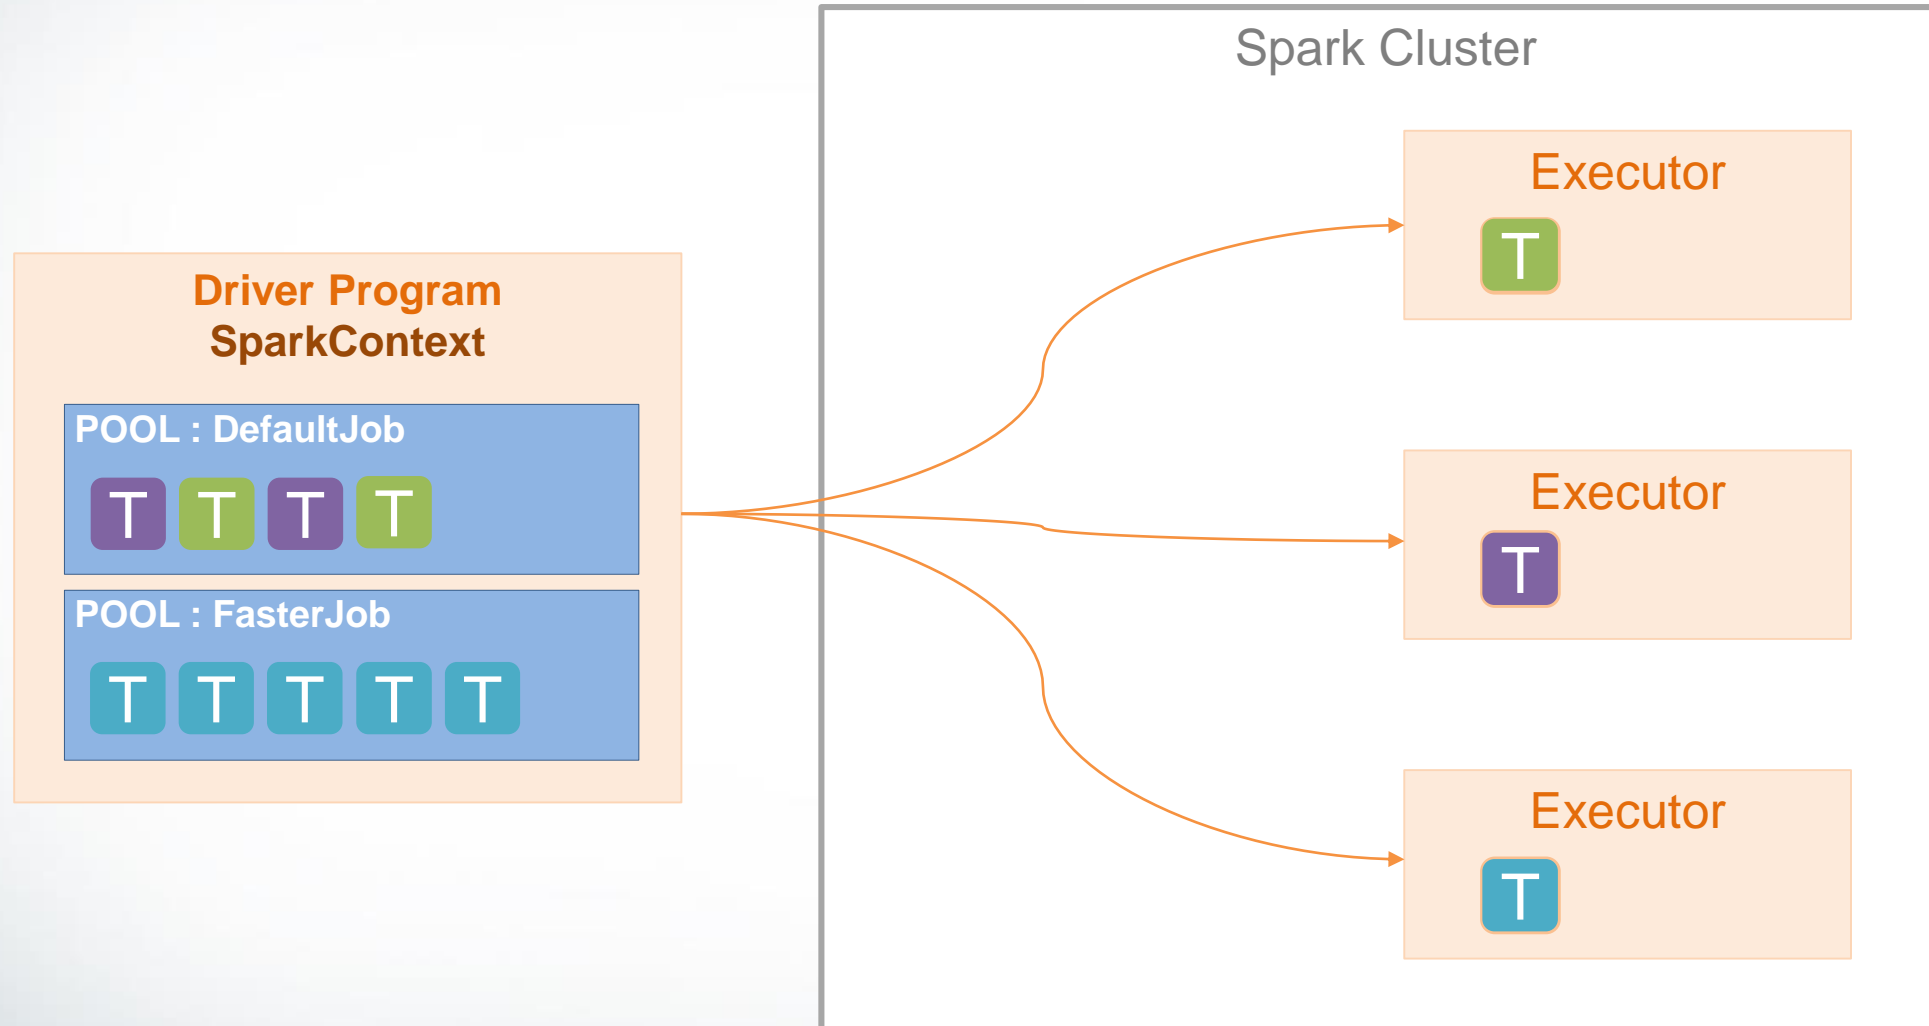 Spark Cluster
Driver Program
SparkContext
POOL : DefaultJob
T T T T
POOL : FasterJob
T T T T T
Executor
T
Executor
T
Executor
T